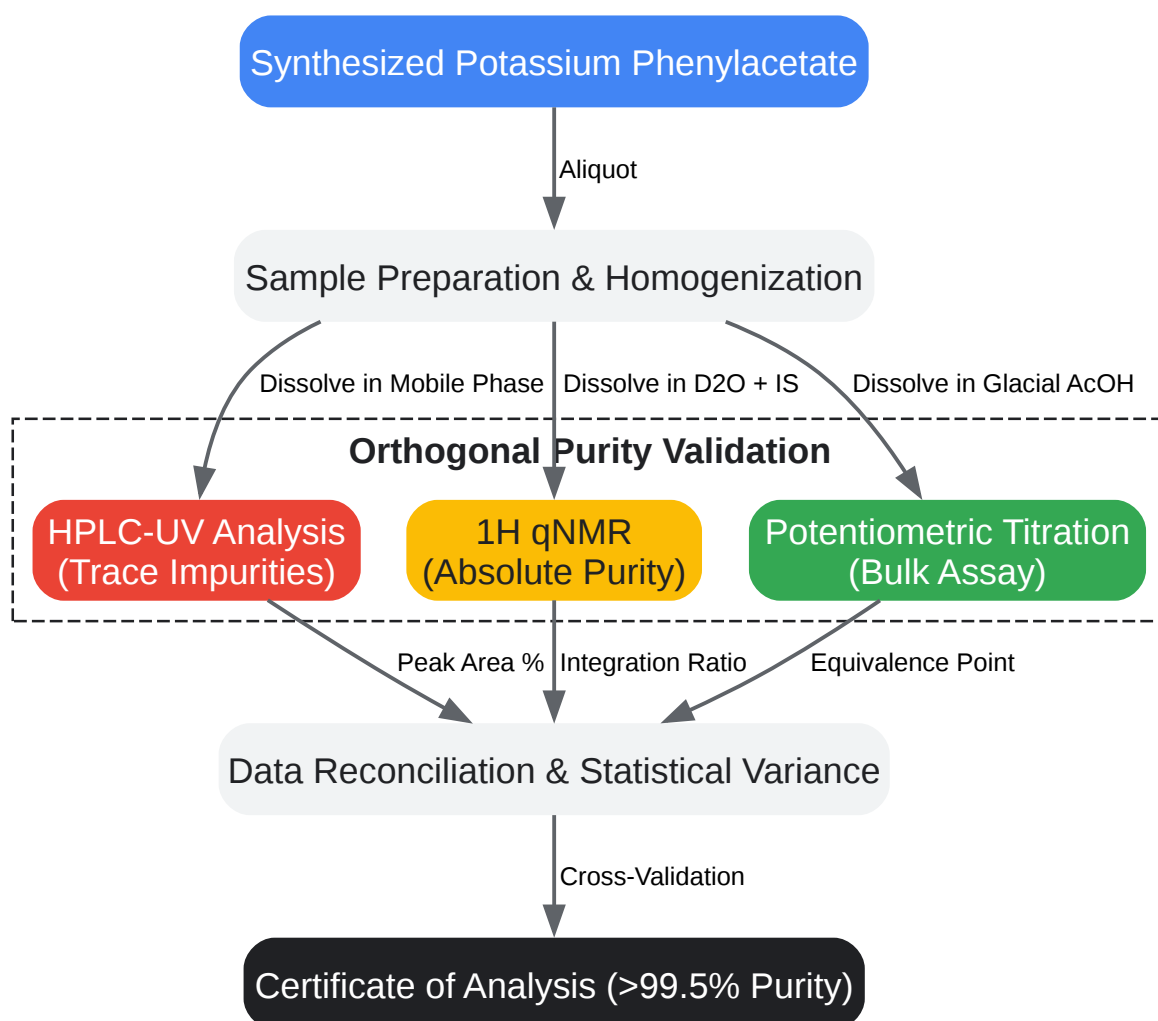 Synthesized Potassium Phenylacetate
Aliquot
Sample Preparation & Homogenization
Dissolve in Mobile Phase
Dissolve in D2O + IS
Dissolve in Glacial AcOH
Orthogonal Purity Validation
HPLC-UV Analysis
(Trace Impurities)
1H qNMR
(Absolute Purity)
Potentiometric Titration
(Bulk Assay)
Peak Area %
Integration Ratio
Equivalence Point
Data Reconciliation & Statistical Variance
Cross-Validation
Certificate of Analysis (>99.5% Purity)